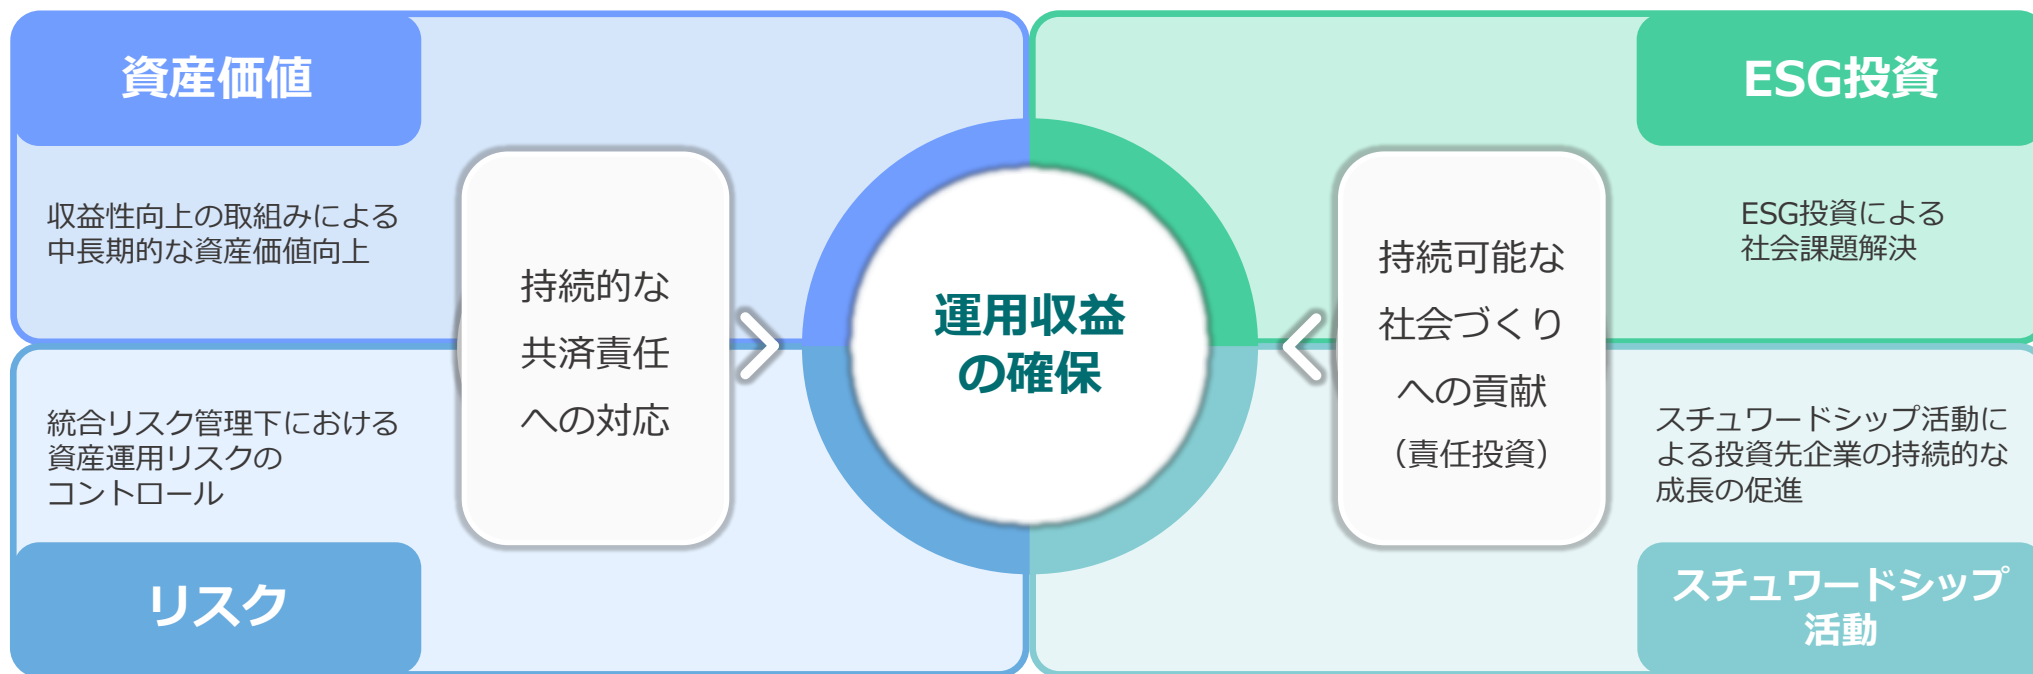 資産価値
収益性向上の取組みによる
中長期的な資産価値向上
統合リスク管理下における
資産運用リスクの
コントロール
リスク
持続的な
共済責任
への対応
運用収益
の確保
持続可能な
社会づくり
への貢献
（責任投資）
ESG投資
ESG投資による
社会課題解決
スチュワードシップ活動に
よる投資先企業の持続的な
成長の促進
スチュワードシップ
活動